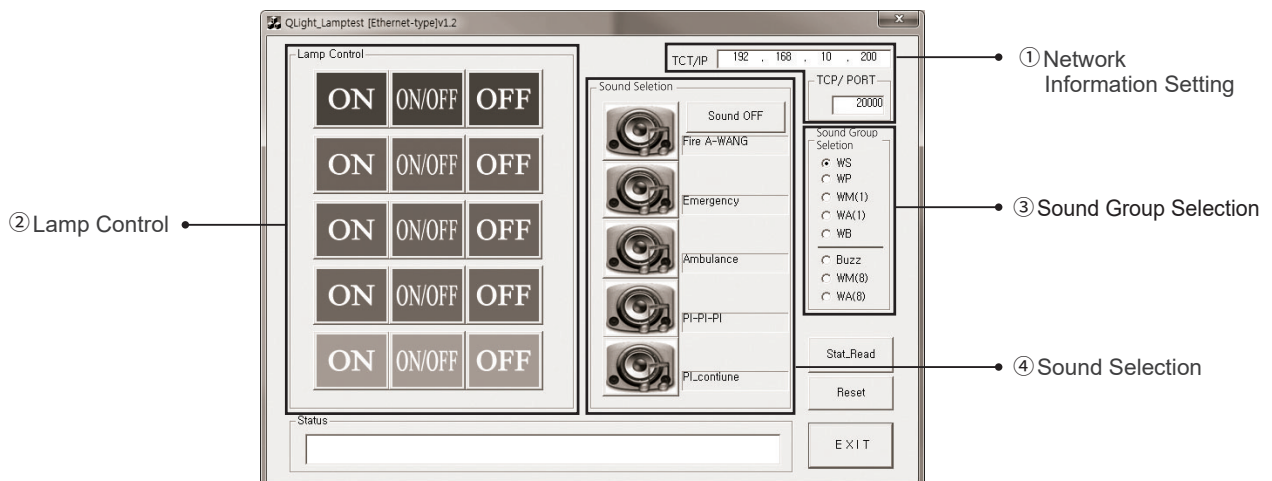 QLight_Lamptest [Ethernet-type]v1.2
x
Lamp Control
ON ON/OFF OFF
ON ON/OFF OFF
ON ON/OFF OFF
ON ON/OFF OFF
ON ON/OFF OFF
Status
TCT/IP 192 . 168 . 10 . 200
TCP/ PORT
20000
Sound Seletion
Sound OFF
Fire A-WANG
Emergency
Ambulance
PI-PI-PI
PI_contiune
Sound Group
Seletion
WS
WP
WM(1)
WA(1)
WB
Buzz
WM(8)
WA(8)
Stat_Read
Reset
EXIT
①Network
Information Setting
②Lamp Control
③Sound Group Selection
④Sound Selection